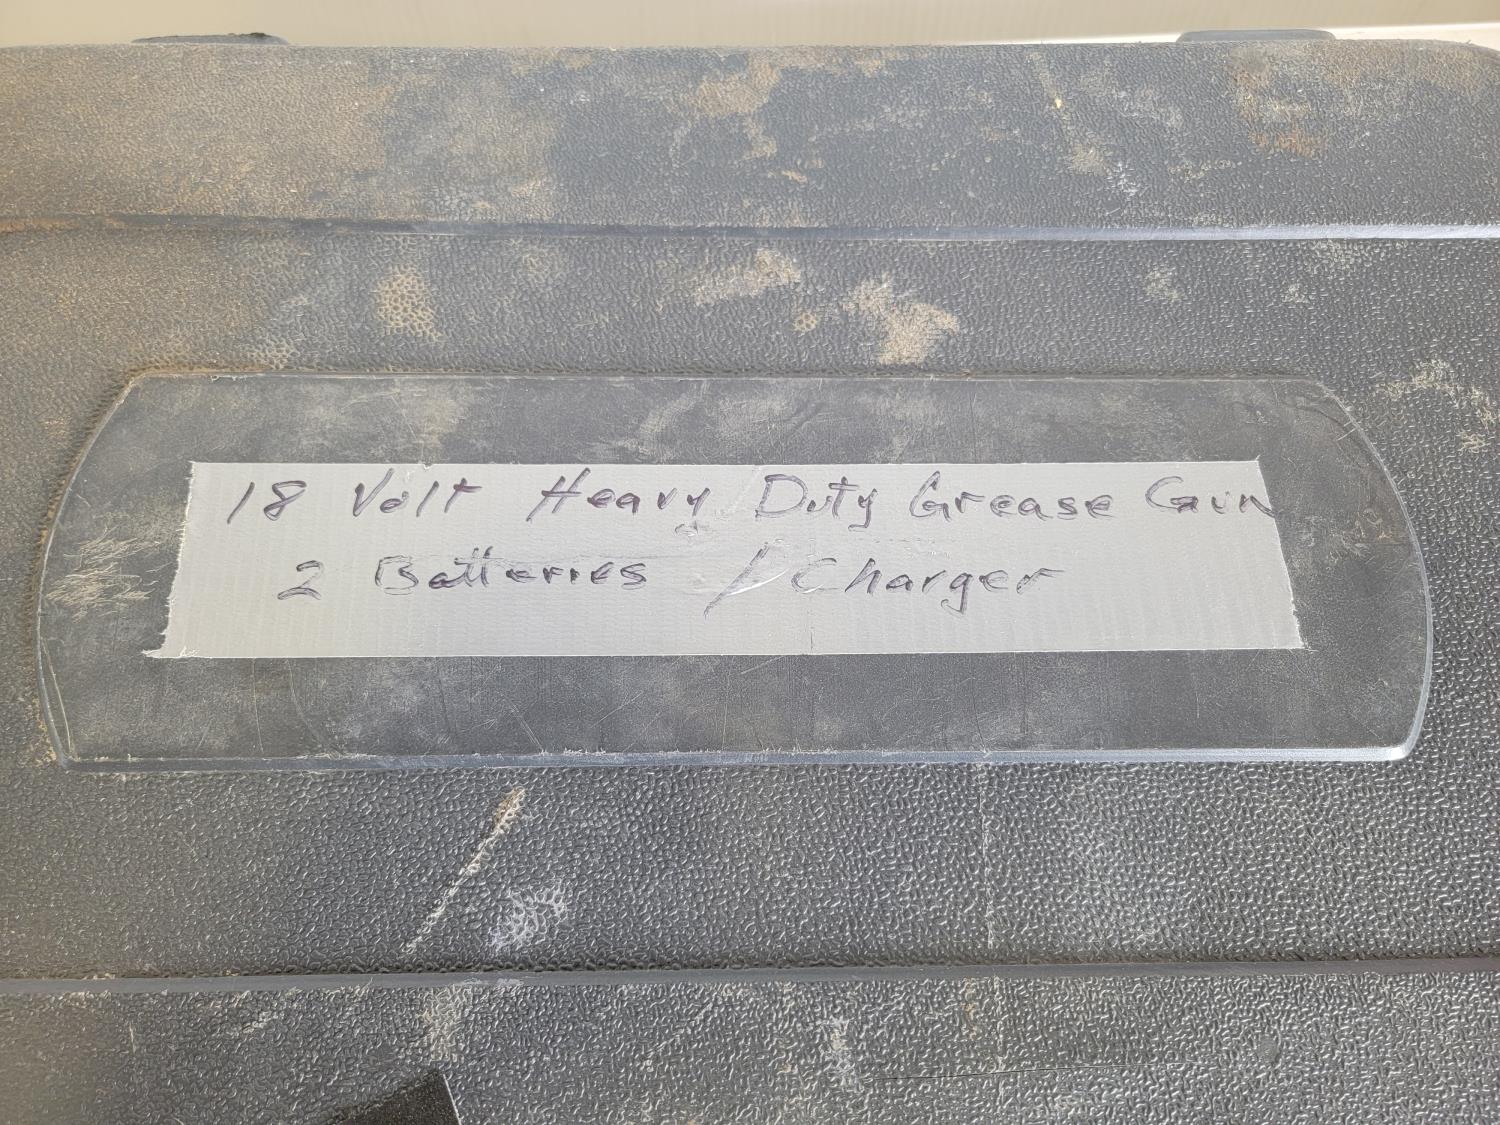 18 Volt Heavy Duty Grease Gun
2 Batteries / Charger